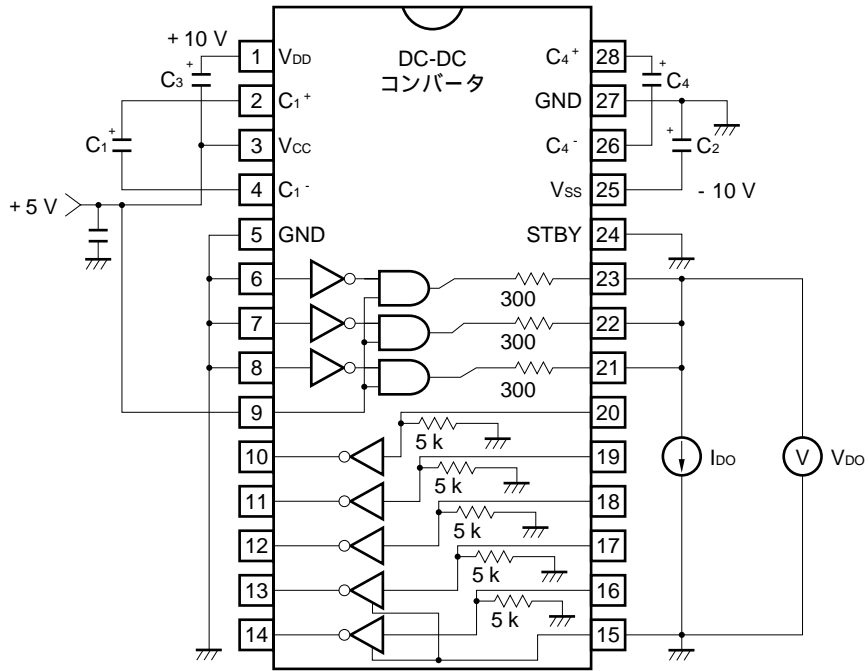 + 10 V
C3
+
1
VDD
2
C1+
C1
+
3
VCC
4
C1-
+ 5 V
5
GND
6
7
8
9
10
11
12
13
14
DC-DC
コンバータ
28
C4+
+
C4
27
GND
26
C4-
+
C2
25
VSS
- 10 V
24
STBY
23
300
22
300
21
300
20
5 k
19
5 k
18
5 k
17
5 k
16
5 k
15
IDO
V
VDO